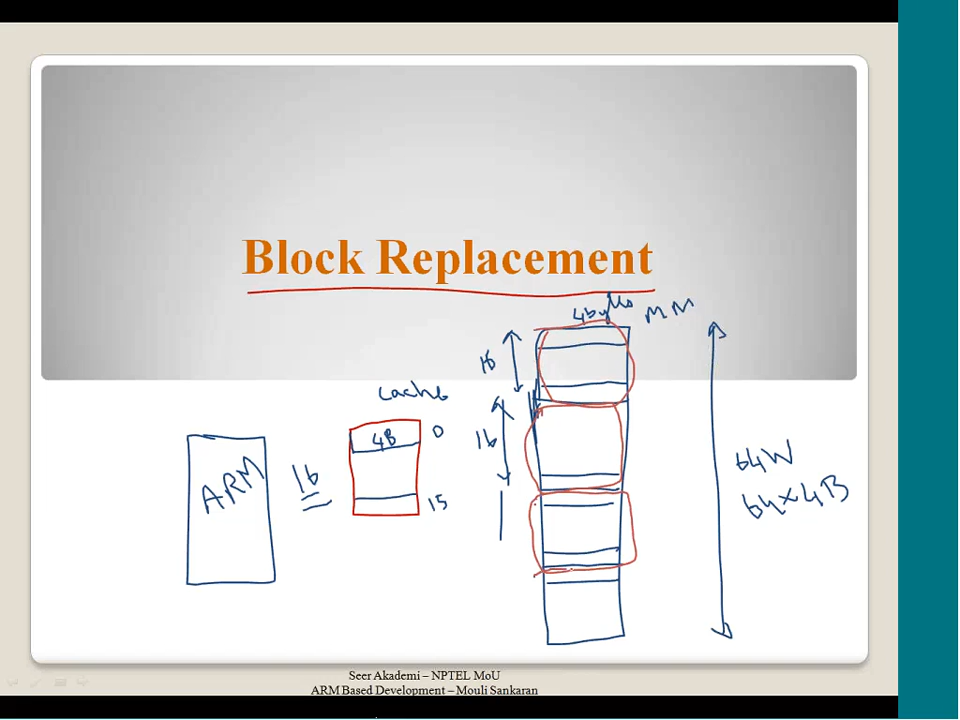 Block Replacement
4bytes
MM
16
cache
16
4B
0
ARM
16
15
64W
64×4B
Seer Akademi – NPTEL MoU
ARM Based Development – Mouli Sankaran